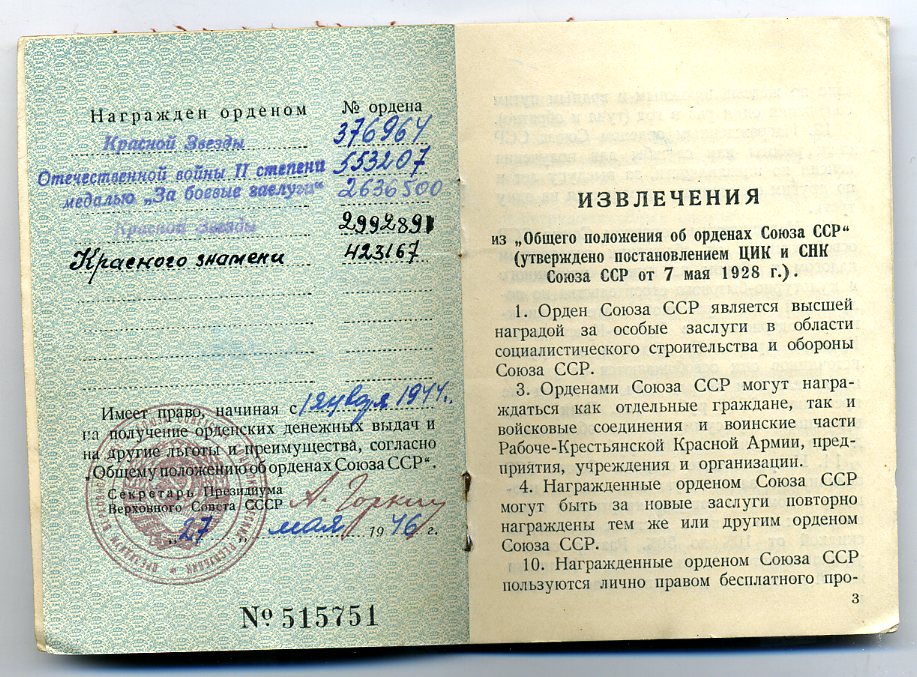 Награжден орденом № ордена
Красной Звезды 376964
Отечественной войны II степени 553207
медалью „За боевые заслуги“ 2636500
Красной Звезды 2992891
Красного знамени 423167
Имеет право, начиная с 1 января 1944 г.
на получение орденских денежных выдач и
на другие льготы и преимущества, согласно
„Общему положению об орденах Союза ССР“.
Секретарь Президиума
Верховного Совета СССР А. Горкин
„27“ мая 1946 г.
№ 515751
ИЗВЛЕЧЕНИЯ
из „Общего положения об орденах Союза ССР“
(утверждено постановлением ЦИК и СНК
Союза ССР от 7 мая 1928 г.).
1. Орден Союза ССР является высшей
наградой за особые заслуги в области
социалистического строительства и обороны
Союза ССР.
3. Орденами Союза ССР могут награ-
ждаться как отдельные граждане, так и
войсковые соединения и воинские части
Рабоче-Крестьянской Красной Армии, пред-
приятия, учреждения и организации.
4. Награжденные орденом Союза ССР
могут быть за новые заслуги повторно
награждены тем же или другим орденом
Союза ССР.
10. Награжденные орденом Союза ССР
пользуются лично правом бесплатного про-
3